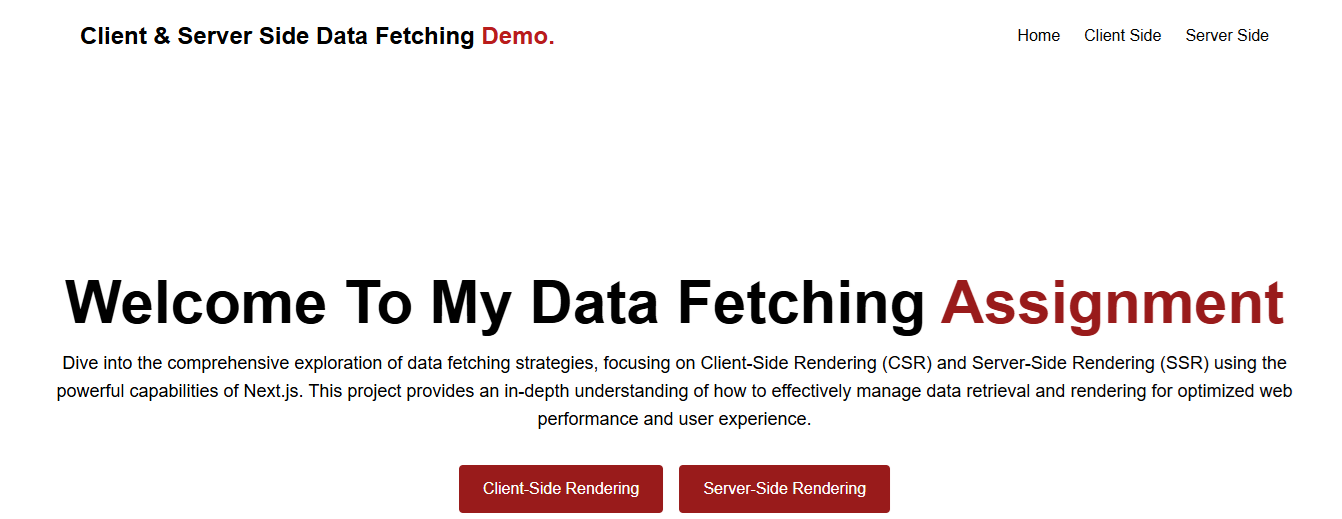 Client & Server Side Data Fetching Demo.
Home Client Side Server Side
Welcome To My Data Fetching Assignment
Dive into the comprehensive exploration of data fetching strategies, focusing on Client-Side Rendering (CSR) and Server-Side Rendering (SSR) using the
powerful capabilities of Next.js. This project provides an in-depth understanding of how to effectively manage data retrieval and rendering for optimized web
performance and user experience.
Client-Side Rendering Server-Side Rendering